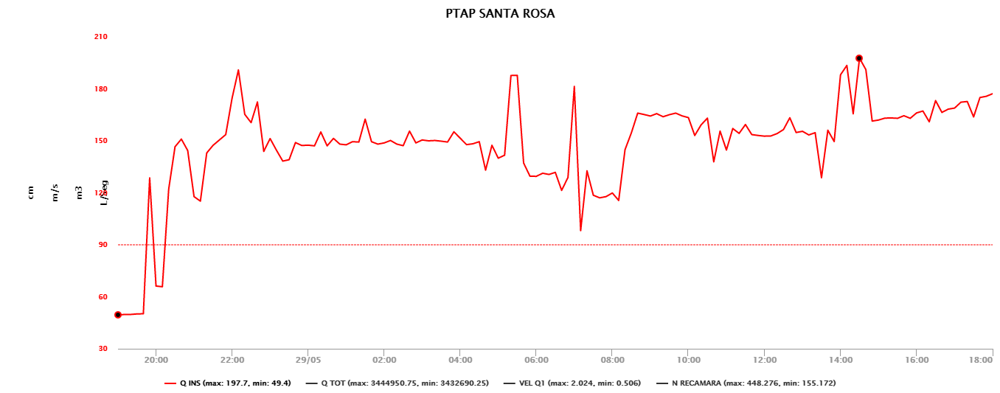 PTAP SANTA ROSA
210
180
150
120
90
60
30
cm
m/s
m3
L/Seg
20:00 22:00 29/05 02:00 04:00 06:00 08:00 10:00 12:00 14:00 16:00 18:00
Q INS (max: 197.7, min: 49.4) Q TOT (max: 3444950.75, min: 3432690.25) VEL Q1 (max: 2.024, min: 0.506) N RECAMARA (max: 448.276, min: 155.172)